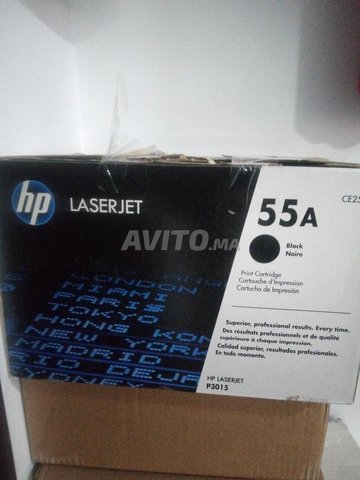 hp
LASERJET
55A
CE25
Black
Noire
AVITO.MA
Print Cartridge
Cartouche d'Impression
Cartucho de Impresión
LONDON
MIAMI
PARIS
TOKYO
HONG KONG
NEW YORK
MADRID
Superior, professional results. Every time.
Des résultats professionnels et de qualité
supérieure à chaque impression.
Calidad superior, resultados profesionales.
En todo momento.
HP LASERJET
P3015